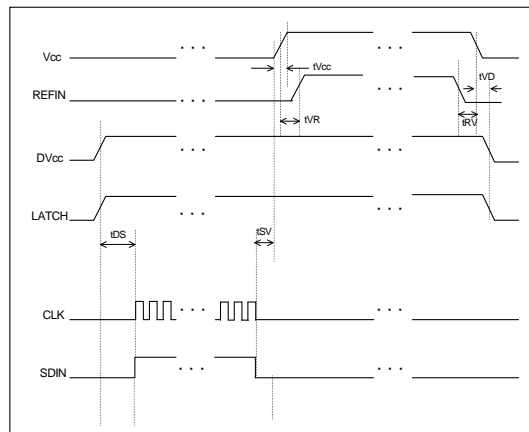 Vcc
tVcc
tVD
REFIN
tVR
tRV
DVcc
LATCH
tDS
tSV
CLK
SDIN